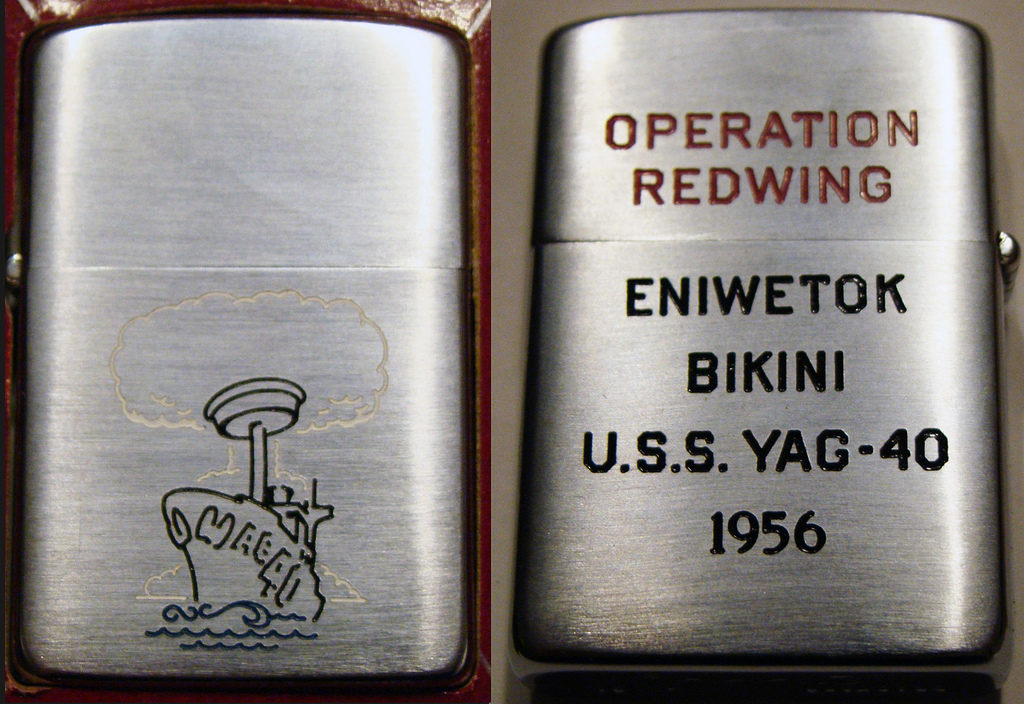 OPERATION
REDWING
ENIWETOK
BIKINI
U.S.S. YAG-40
1956